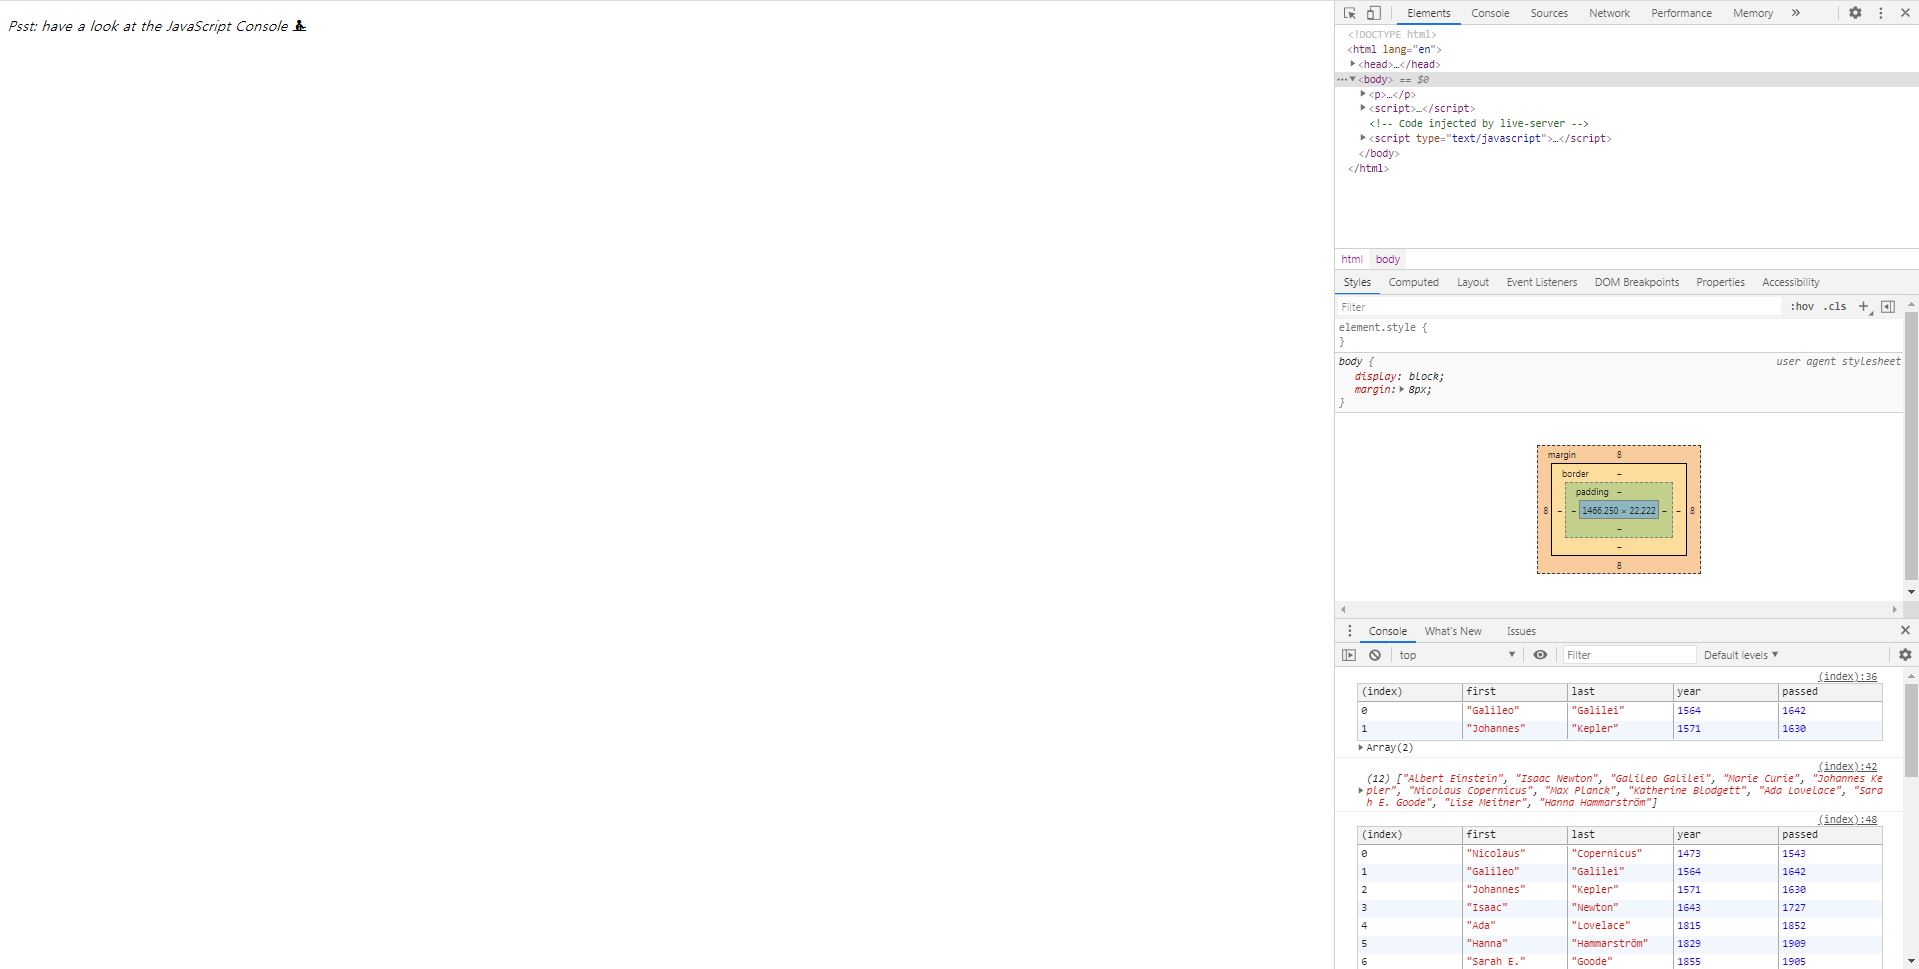 Psst: have a look at the JavaScript Console
Elements Console Sources Network Performance Memory »
<!DOCTYPE html>
<html lang="en">
<head>…</head>
<body> == $0
<p>…</p>
<script>…</script>
<!-- Code injected by live-server -->
<script type="text/javascript">…</script>
</body>
</html>
html body
Styles Computed Layout Event Listeners DOM Breakpoints Properties Accessibility
Filter :hov .cls +
element.style {
}
body { user agent stylesheet
display: block;
margin: 8px;
}
margin 8
border –
padding –
8 – – 1466.250 × 22.222 – – 8
–
–
8
Console What's New Issues
top Filter Default levels
(index):36
(index) first last year passed
0 "Galileo" "Galilei" 1564 1642
1 "Johannes" "Kepler" 1571 1630
Array(2)
(index):42
(12) ["Albert Einstein", "Isaac Newton", "Galileo Galilei", "Marie Curie", "Johannes Ke
pler", "Nicolaus Copernicus", "Max Planck", "Katherine Blodgett", "Ada Lovelace", "Sara
h E. Goode", "Lise Meitner", "Hanna Hammarström"]
(index):48
(index) first last year passed
0 "Nicolaus" "Copernicus" 1473 1543
1 "Galileo" "Galilei" 1564 1642
2 "Johannes" "Kepler" 1571 1630
3 "Isaac" "Newton" 1643 1727
4 "Ada" "Lovelace" 1815 1852
5 "Hanna" "Hammarström" 1829 1909
6 "Sarah E." "Goode" 1855 1905